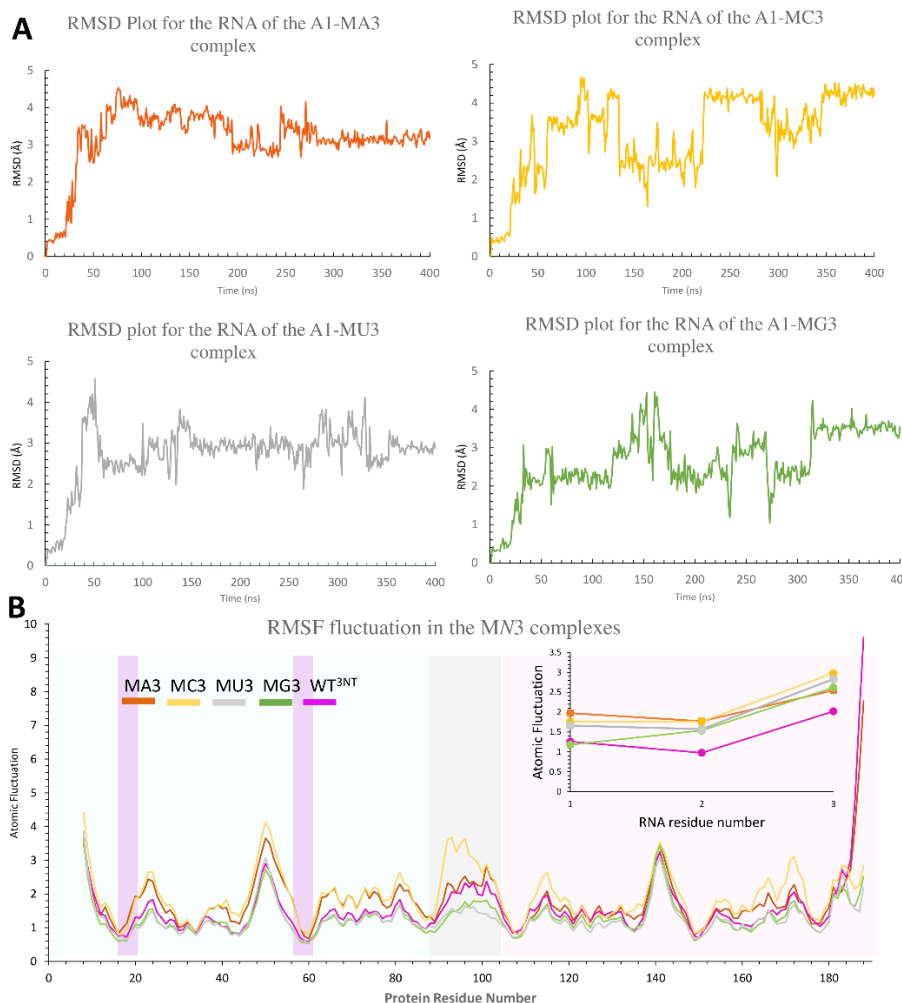 A
RMSD Plot for the RNA of the A1-MA3
complex
RMSD (Å)
5
4
3
2
1
0
0 50 100 150 200 250 300 350 400
Time (ns)
RMSD plot for the RNA of the A1-MC3
complex
RMSD (Å)
5
4
3
2
1
0
0 50 100 150 200 250 300 350 400
Time (ns)
RMSD plot for the RNA of the A1-MU3
complex
RMSD (Å)
5
4
3
2
1
0
0 50 100 150 200 250 300 350 400
Time (ns)
RMSD plot for the RNA of the A1-MG3
complex
RMSD (Å)
5
4
3
2
1
0
0 50 100 150 200 250 300 350 400
Time (ns)
B
RMSF fluctuation in the MN3 complexes
MA3 MC3 MU3 MG3 WT3NT
Atomic Fluctuation
10
9
8
7
6
5
4
3
2
1
0
0 20 40 60 80 100 120 140 160 180
Protein Residue Number
Atomic Fluctuation
3.5
3
2.5
2
1.5
1
0.5
0
1 2 3
RNA residue number